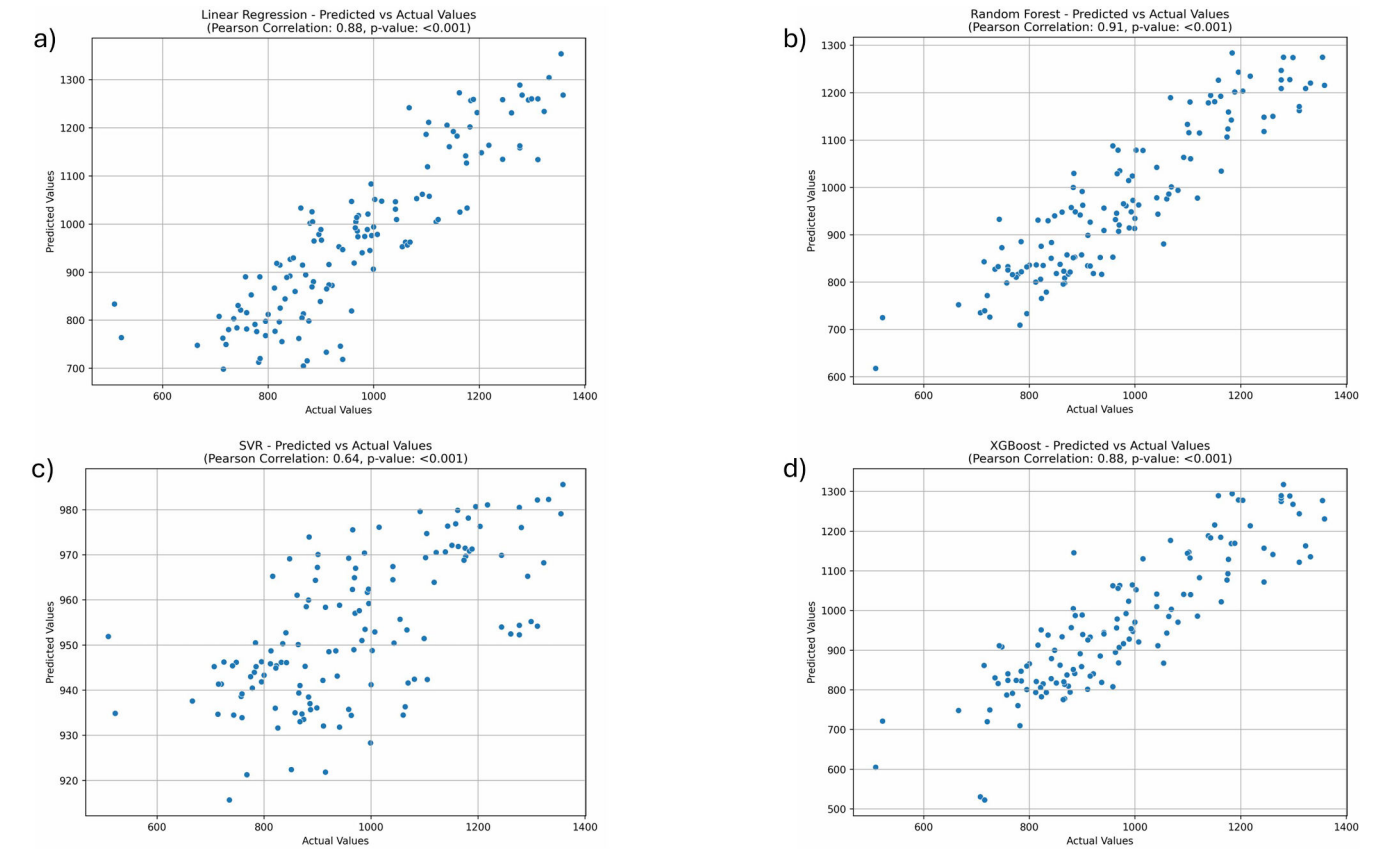 a)
Linear Regression - Predicted vs Actual Values
(Pearson Correlation: 0.88, p-value: <0.001)
1300
1200
1100
1000
900
800
700
Predicted Values
600 800 1000 1200 1400
Actual Values
b)
Random Forest - Predicted vs Actual Values
(Pearson Correlation: 0.91, p-value: <0.001)
1300
1200
1100
1000
900
800
700
600
Predicted Values
600 800 1000 1200 1400
Actual Values
c)
SVR - Predicted vs Actual Values
(Pearson Correlation: 0.64, p-value: <0.001)
980
970
960
950
940
930
920
Predicted Values
600 800 1000 1200 1400
Actual Values
d)
XGBoost - Predicted vs Actual Values
(Pearson Correlation: 0.88, p-value: <0.001)
1300
1200
1100
1000
900
800
700
600
500
Predicted Values
600 800 1000 1200 1400
Actual Values